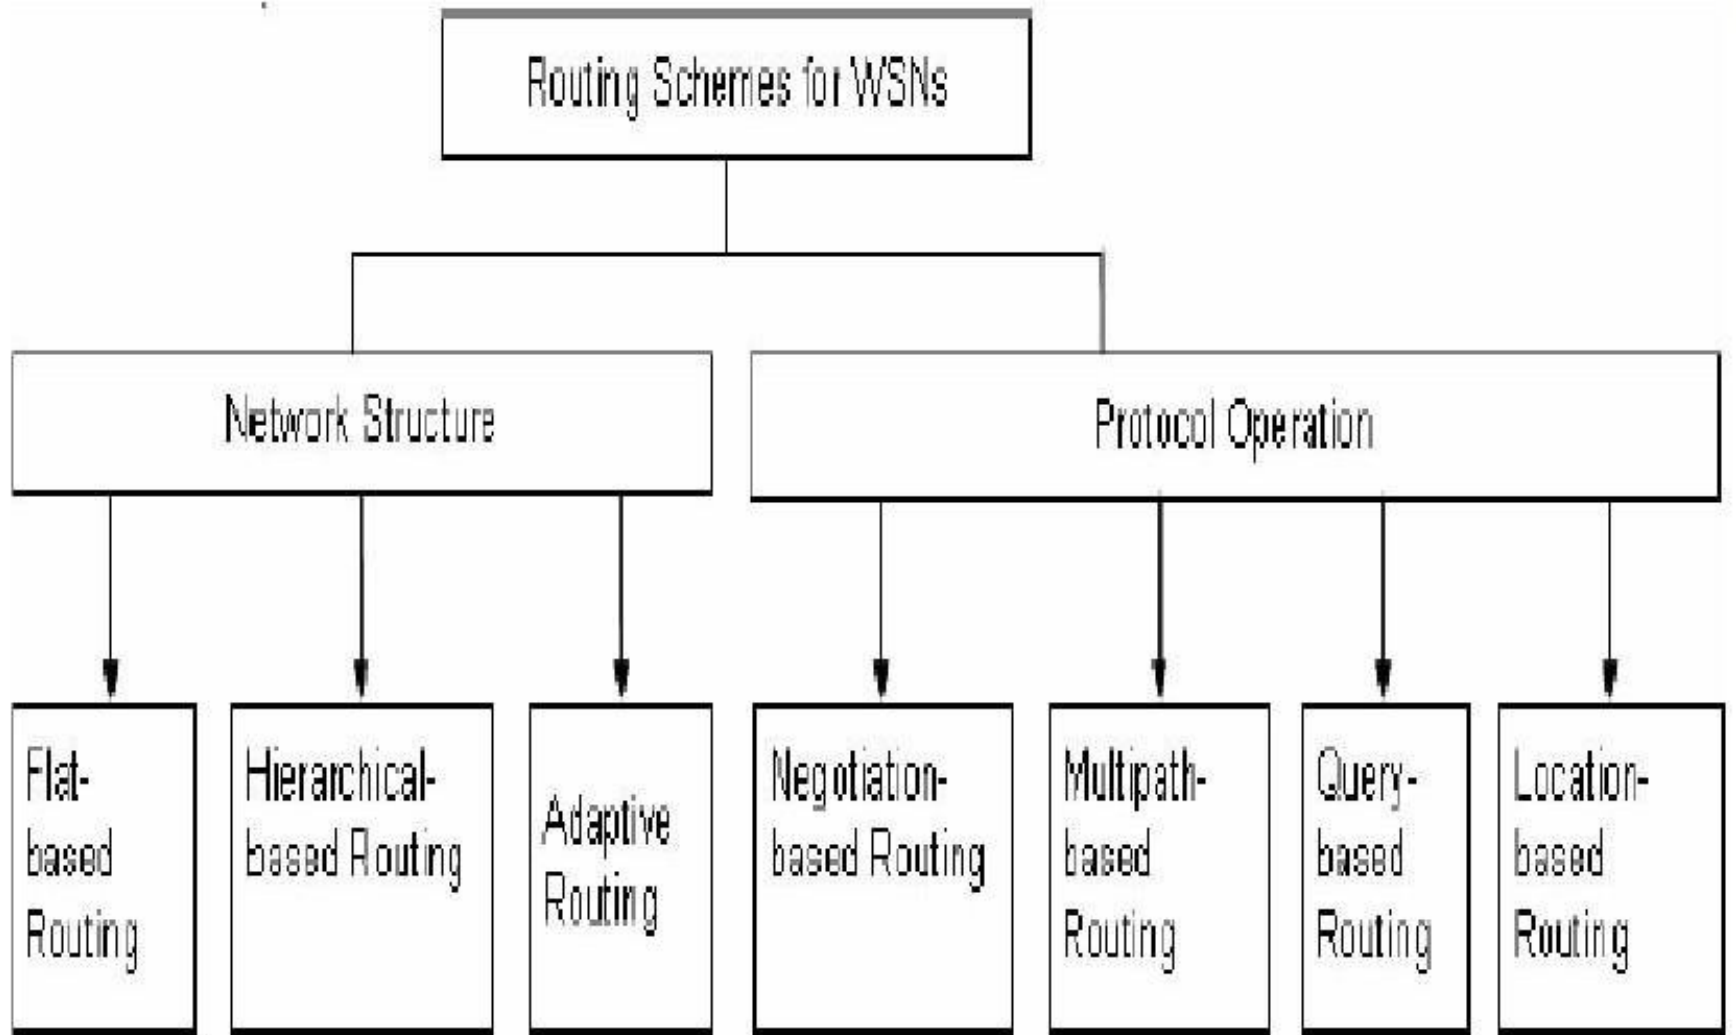 Routing Schemes for WSNs
Network Structure
Protocol Operation
Flat-
based
Routing
Hierarchical-
based Routing
Adaptive
Routing
Negotiation-
based Routing
Multipath-
based
Routing
Query-
based
Routing
Location-
based
Routing